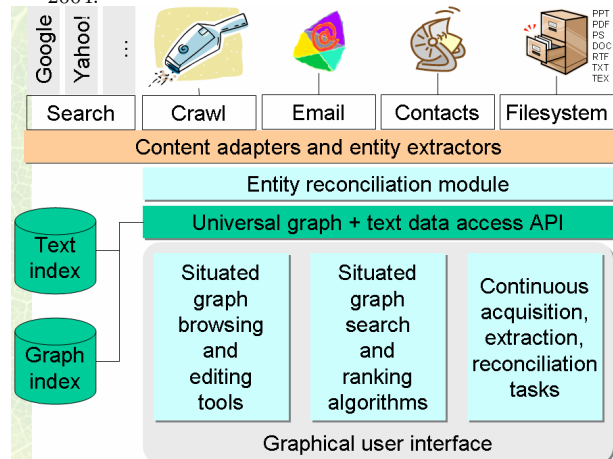 2004.
Google
Yahoo!
...
PPT
PDF
PS
DOC
RTF
TXT
TEX
Search
Crawl
Email
Contacts
Filesystem
Content adapters and entity extractors
Entity reconciliation module
Universal graph + text data access API
Text
index
Graph
index
Situated
graph
browsing
and
editing
tools
Situated
graph
search
and
ranking
algorithms
Continuous
acquisition,
extraction,
reconciliation
tasks
Graphical user interface